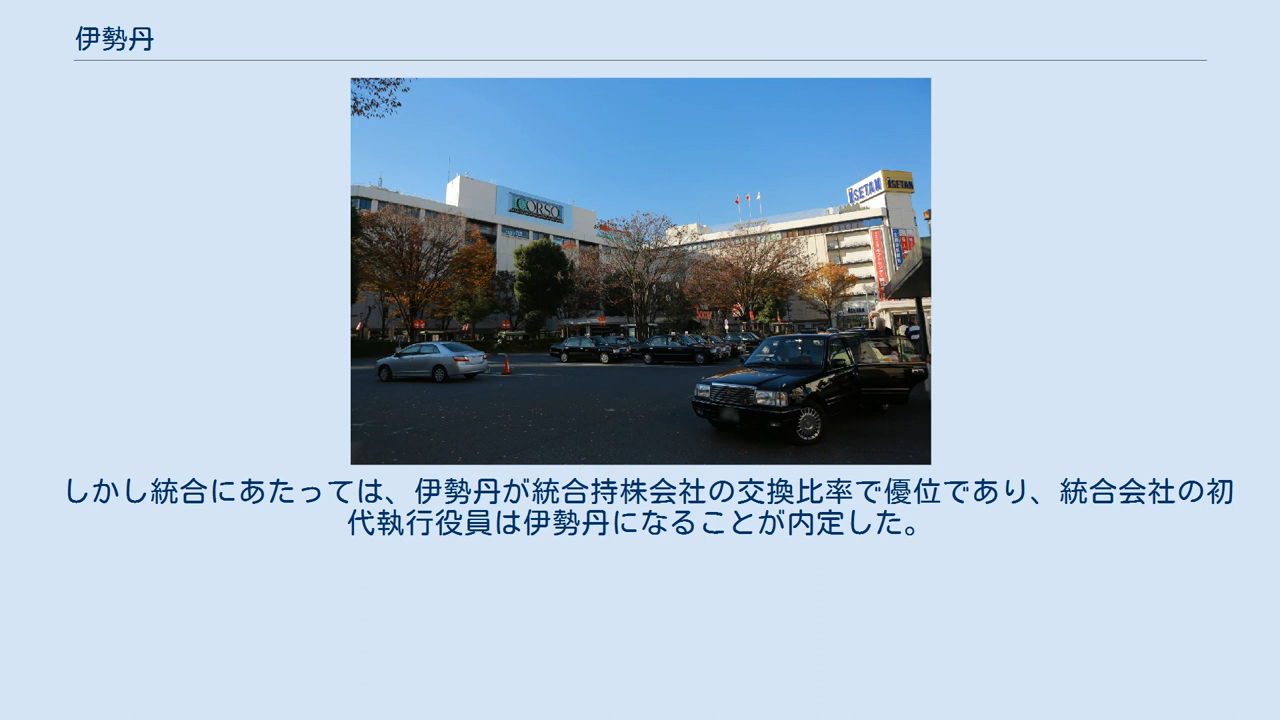 伊勢丹
CORSO
ISETAN
ISETAN
ISETAN
しかし統合にあたっては、伊勢丹が統合持株会社の交換比率で優位であり、統合会社の初
代執行役員は伊勢丹になることが内定した。